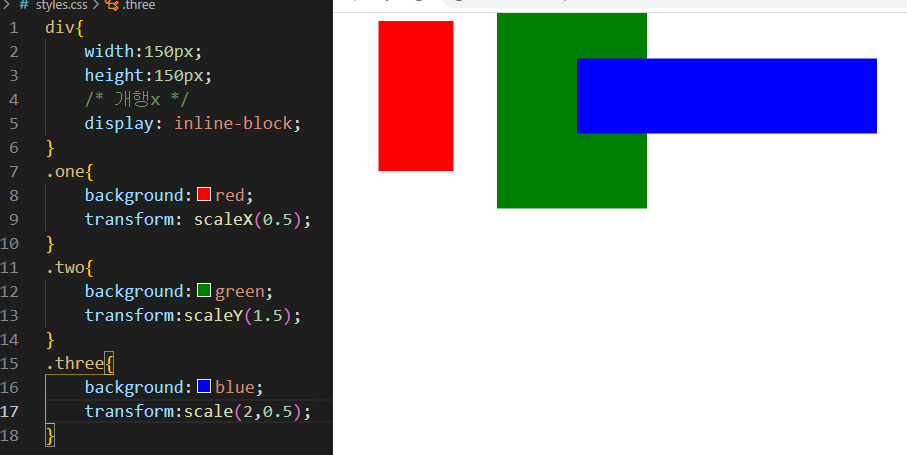 > # styles.css > .three
1 div{
2 width:150px;
3 height:150px;
4 /* 개행x */
5 display: inline-block;
6 }
7 .one{
8 background: red;
9 transform: scaleX(0.5);
10 }
11 .two{
12 background: green;
13 transform:scaleY(1.5);
14 }
15 .three{
16 background: blue;
17 transform:scale(2,0.5);
18 }